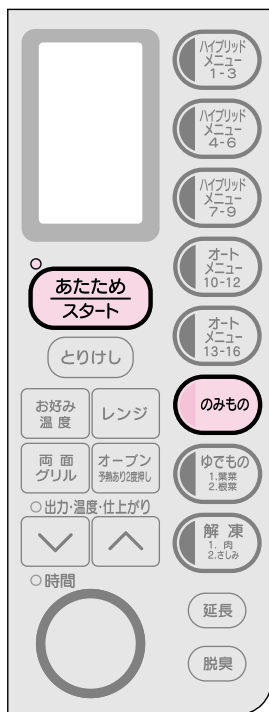 ハイブリッド
メニュー
1-3
ハイブリッド
メニュー
4-6
ハイブリッド
メニュー
7-9
あたため
スタート
オート
メニュー
10-12
とりけし
オート
メニュー
13-16
お好み
温度
レンジ
のみもの
両面
グリル
オーブン
予熱あり2度押し
ゆでもの
1.葉菜
2.根菜
出力・温度・仕上がり
解凍
1.肉
2.さしみ
時間
延長
脱臭